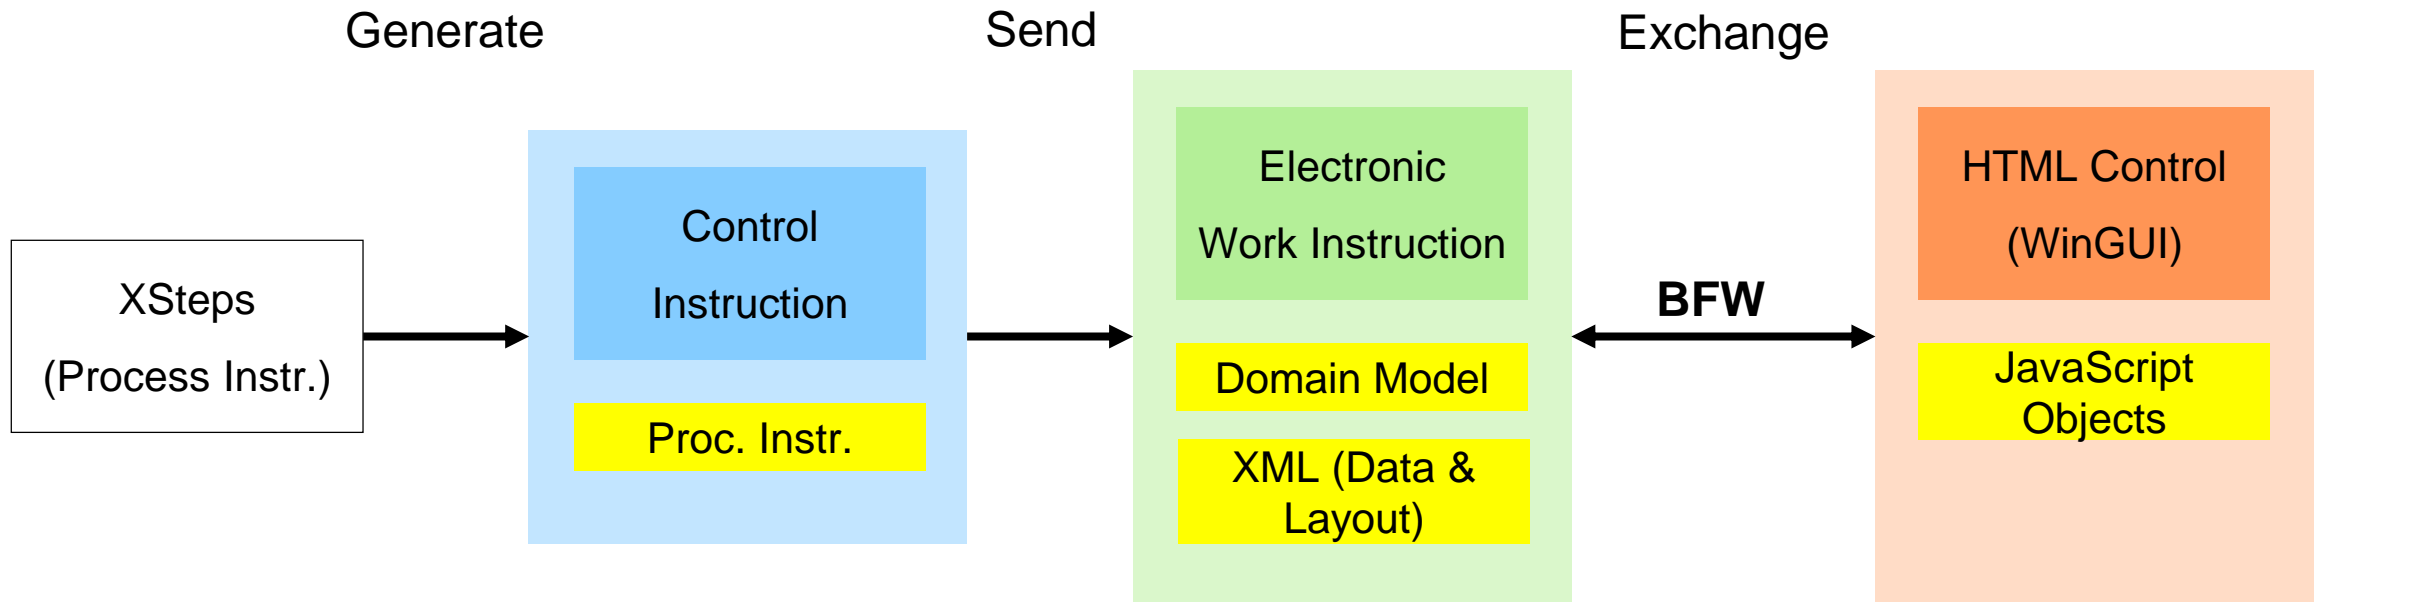 Generate
Send
Exchange
XSteps
(Process Instr.)
Control
Instruction
Proc. Instr.
Electronic
Work Instruction
Domain Model
XML (Data &
Layout)
BFW
HTML Control
(WinGUI)
JavaScript
Objects